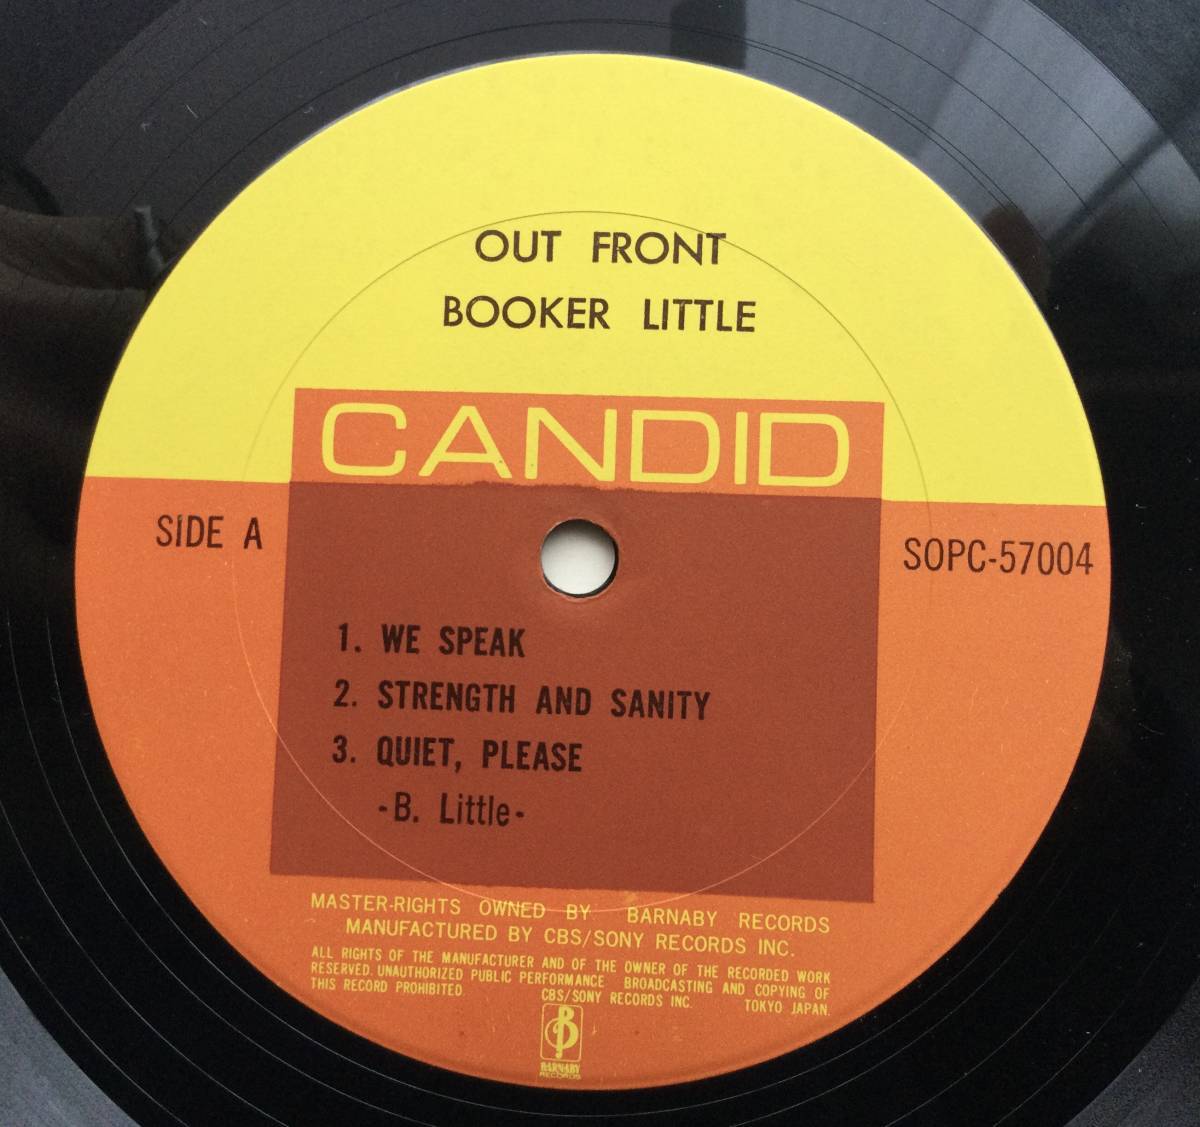 OUT FRONT
BOOKER LITTLE
CANDID
SIDE A
SOPC-57004
1. WE SPEAK
2. STRENGTH AND SANITY
3. QUIET, PLEASE
-B. Little-
MASTER-RIGHTS OWNED BY BARNABY RECORDS
MANUFACTURED BY CBS/SONY RECORDS INC.
ALL RIGHTS OF THE MANUFACTURER AND OF THE OWNER OF THE RECORDED WORK
RESERVED. UNAUTHORIZED PUBLIC PERFORMANCE BROADCASTING AND COPYING OF
THIS RECORD PROHIBITED. CBS/SONY RECORDS INC. TOKYO JAPAN.
B
BARNABY
RECORDS